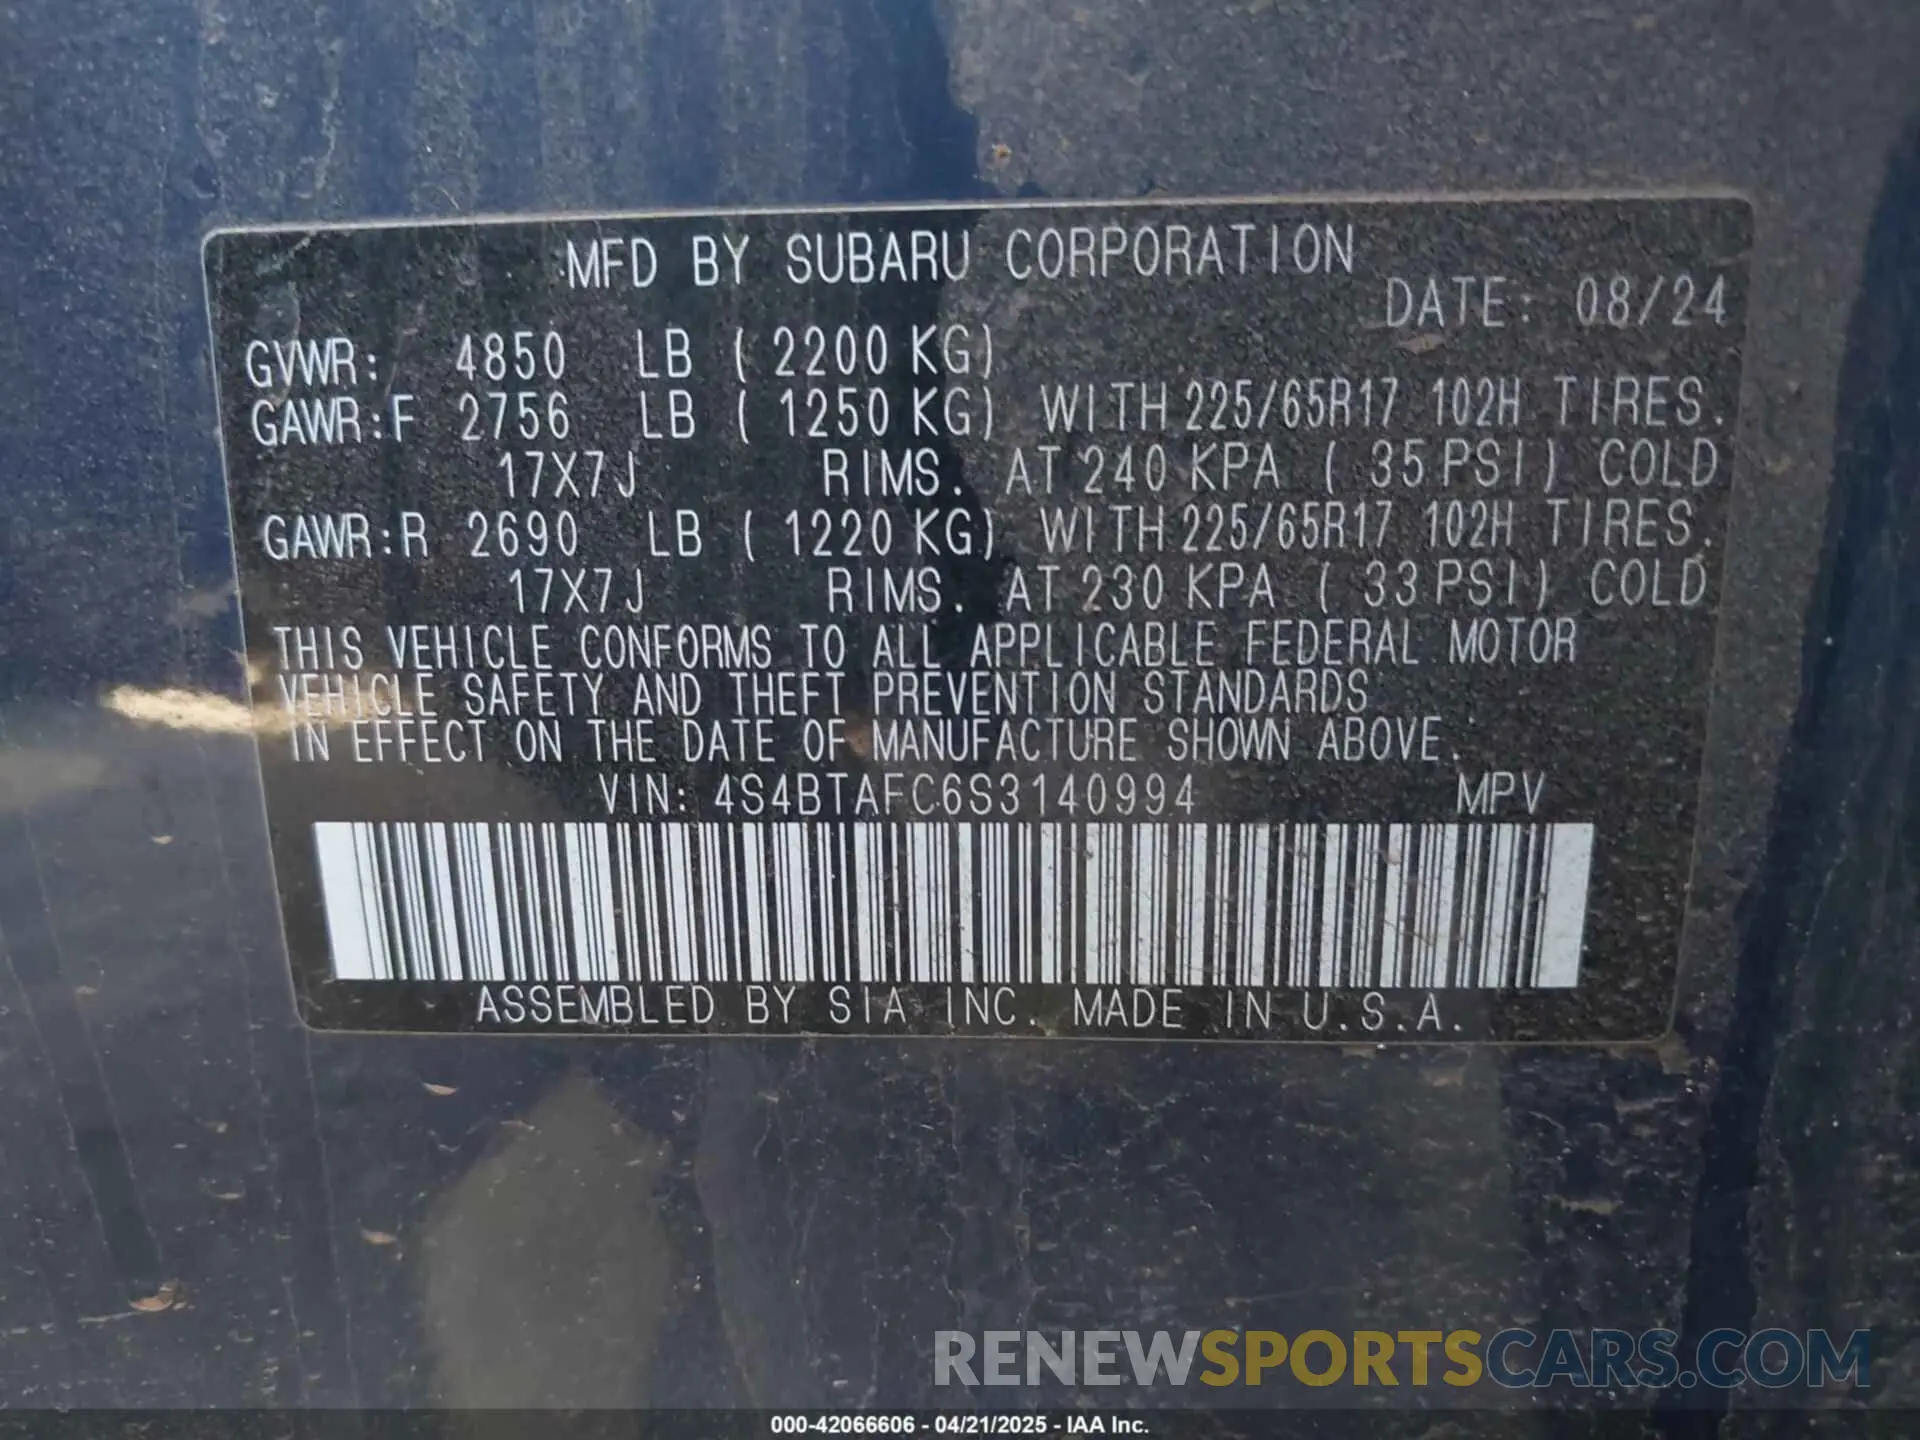 MFD BY SUBARU CORPORATION
DATE: 08/24
GVWR: 4850 LB ( 2200 KG)
GAWR:F 2756 LB ( 1250 KG) WITH 225/65R17 102H TIRES.
17X7J RIMS. AT 240 KPA ( 35 PSI) COLD
GAWR:R 2690 LB ( 1220 KG) WITH 225/65R17 102H TIRES.
17X7J RIMS. AT 230 KPA ( 33 PSI) COLD
THIS VEHICLE CONFORMS TO ALL APPLICABLE FEDERAL MOTOR
VEHICLE SAFETY AND THEFT PREVENTION STANDARDS
IN EFFECT ON THE DATE OF MANUFACTURE SHOWN ABOVE.
VIN: 4S4BTAFC6S3140994 MPV
ASSEMBLED BY SIA INC. MADE IN U.S.A.
RENEWSPORTSCARS.COM
000-42066606 - 04/21/2025 - IAA Inc.